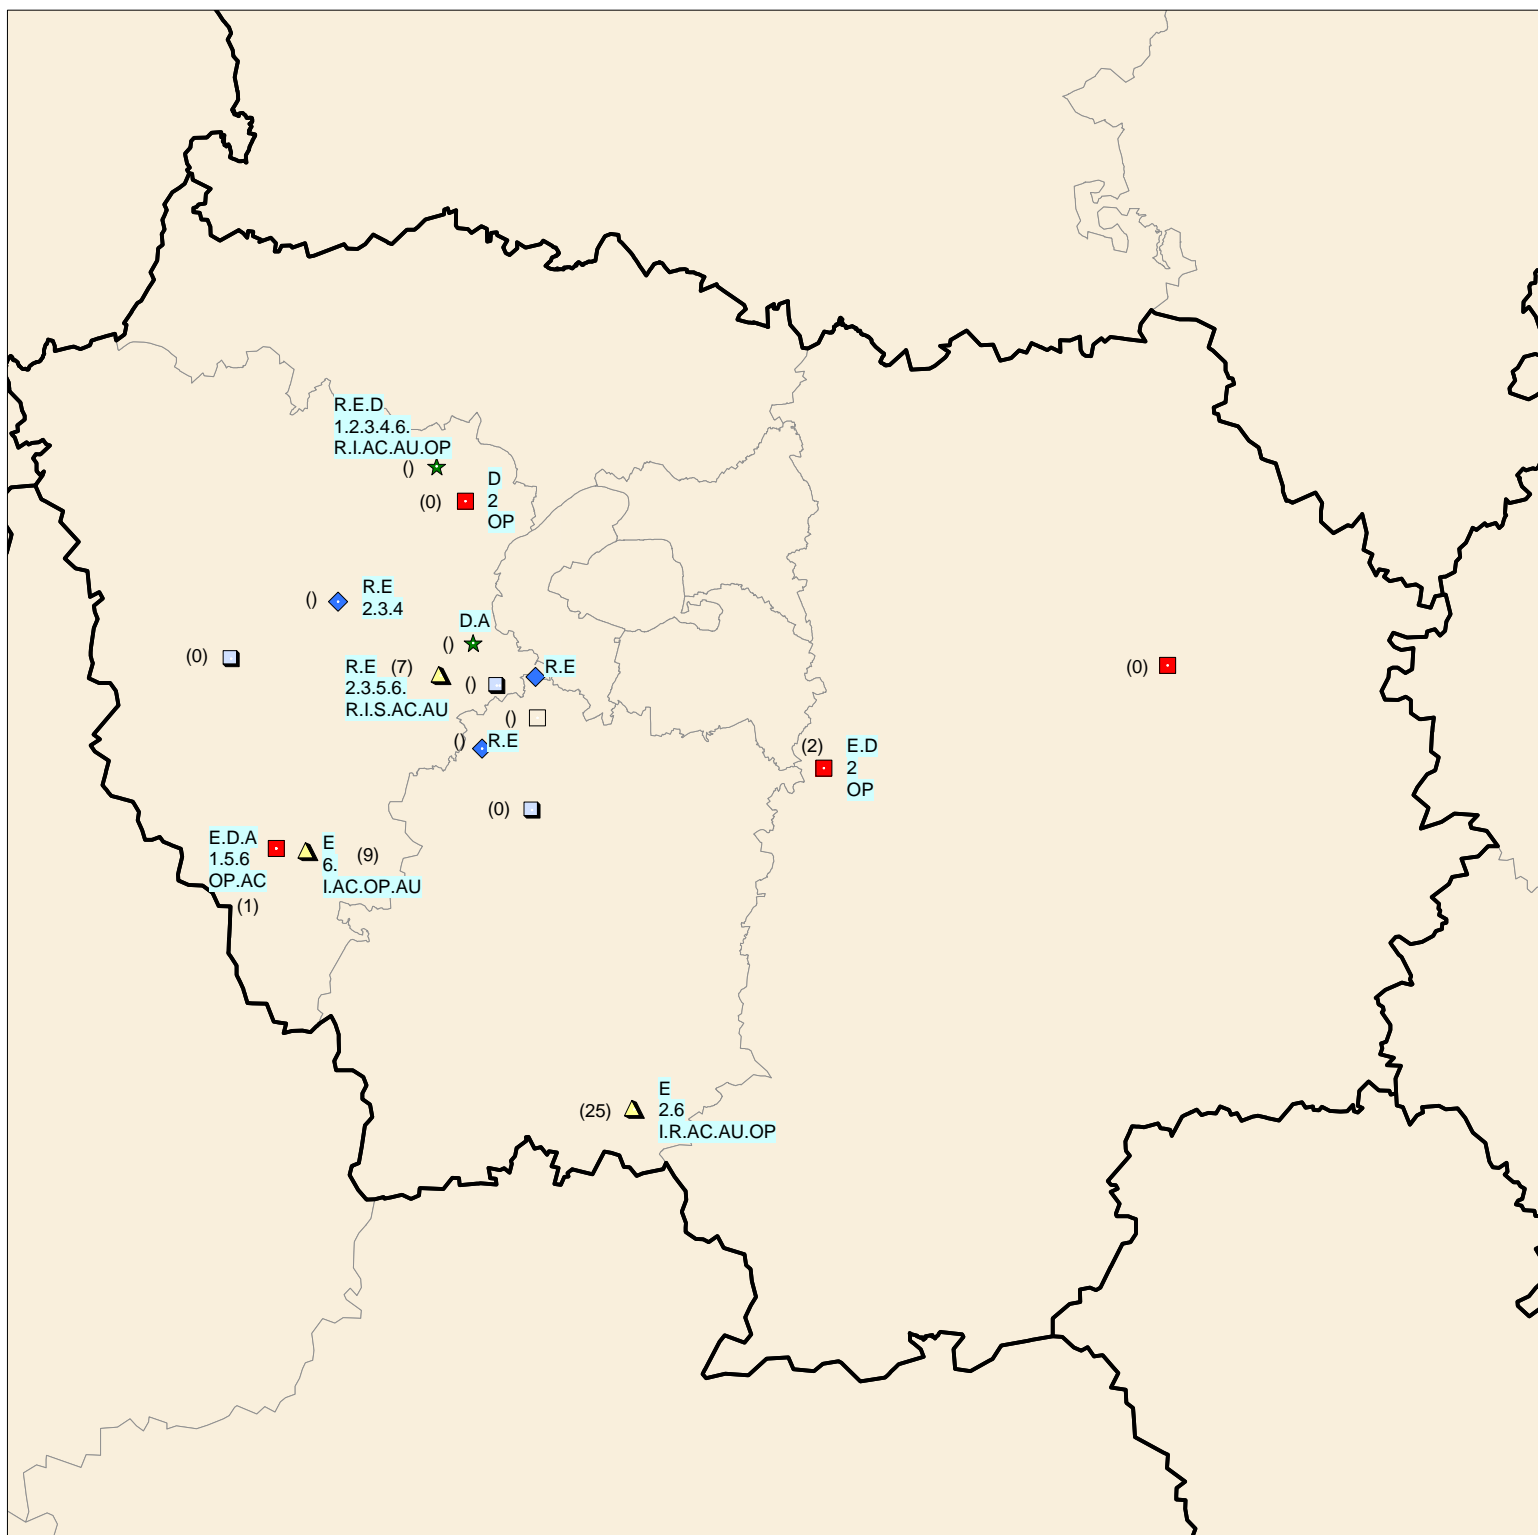 R.E.D
1.2.3.4.6.
R.I.AC.AU.OP
()
(0)
D
2
OP
()
R.E
2.3.4
D.A
()
(0)
R.E
2.3.5.6.
R.I.S.AC.AU
(7)
()
R.E
()
()
R.E
(0)
(0)
(2)
E.D
2
OP
E.D.A
1.5.6
OP.AC
(1)
E
6.
I.AC.OP.AU
(9)
(25)
E
2.6
I.R.AC.AU.OP